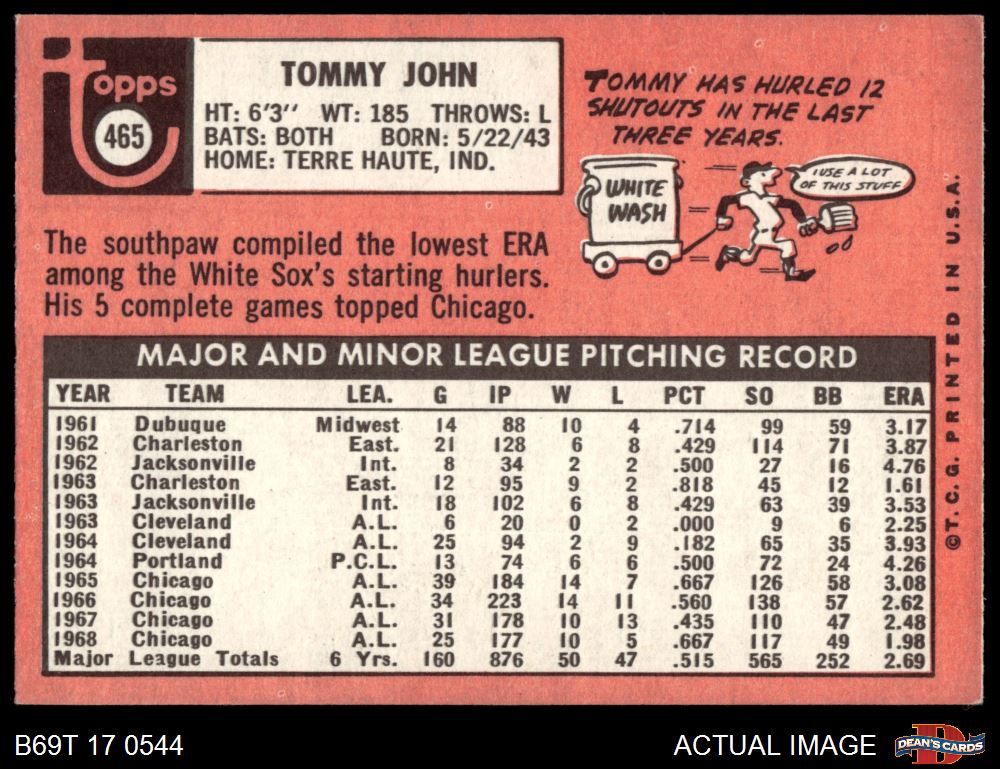 Topps
465
TOMMY JOHN
HT: 6'3" WT: 185 THROWS: L
BATS: BOTH BORN: 5/22/43
HOME: TERRE HAUTE, IND.
TOMMY HAS HURLED 12
SHUTOUTS IN THE LAST
THREE YEARS.
WHITE
WASH
I USE A LOT
OF THIS STUFF
The southpaw compiled the lowest ERA
among the White Sox's starting hurlers.
His 5 complete games topped Chicago.
MAJOR AND MINOR LEAGUE PITCHING RECORD
YEAR TEAM LEA. G IP W L PCT SO BB ERA
1961 Dubuque Midwest 14 88 10 4 .714 99 59 3.17
1962 Charleston East. 21 128 6 8 .429 114 71 3.87
1962 Jacksonville Int. 8 34 2 2 .500 27 16 4.76
1963 Charleston East. 12 95 9 2 .818 45 12 1.61
1963 Jacksonville Int. 18 102 6 8 .429 63 39 3.53
1963 Cleveland A.L. 6 20 0 2 .000 9 6 2.25
1964 Cleveland A.L. 25 94 2 9 .182 65 35 3.93
1964 Portland P.C.L. 13 74 6 6 .500 72 24 4.26
1965 Chicago A.L. 39 184 14 7 .667 126 58 3.08
1966 Chicago A.L. 34 223 14 11 .560 138 57 2.62
1967 Chicago A.L. 31 178 10 13 .435 110 47 2.48
1968 Chicago A.L. 25 177 10 5 .667 117 49 1.98
Major League Totals 6 Yrs. 160 876 50 47 .515 565 252 2.69
©T.C.G. PRINTED IN U.S.A.
B69T 17 0544
ACTUAL IMAGE
D
DEAN'S CARDS